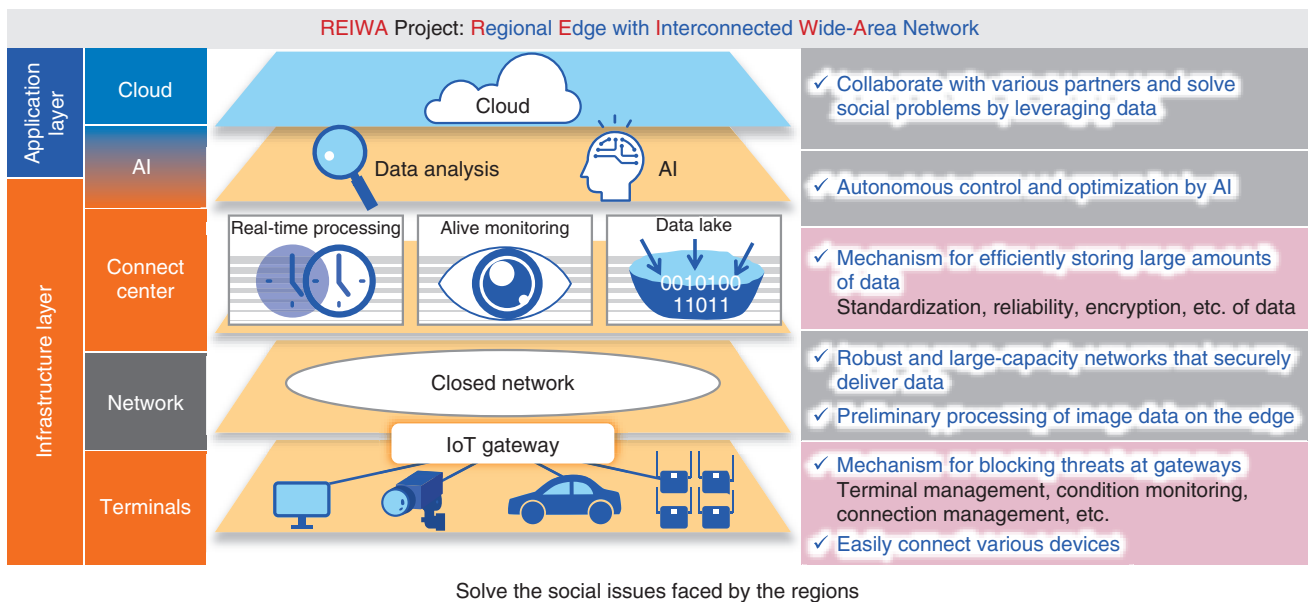 REIWA Project: Regional Edge with Interconnected Wide-Area Network
Application
layer
Cloud
Cloud
✓ Collaborate with various partners and solve
social problems by leveraging data
AI
Data analysis
AI
✓ Autonomous control and optimization by AI
Infrastructure layer
Connect
center
Real-time processing
Alive monitoring
Data lake
0010100
11011
✓ Mechanism for efficiently storing large amounts
of data
Standardization, reliability, encryption, etc. of data
Network
Closed network
✓ Robust and large-capacity networks that securely
deliver data
✓ Preliminary processing of image data on the edge
Terminals
IoT gateway
✓ Mechanism for blocking threats at gateways
Terminal management, condition monitoring,
connection management, etc.
✓ Easily connect various devices
Solve the social issues faced by the regions